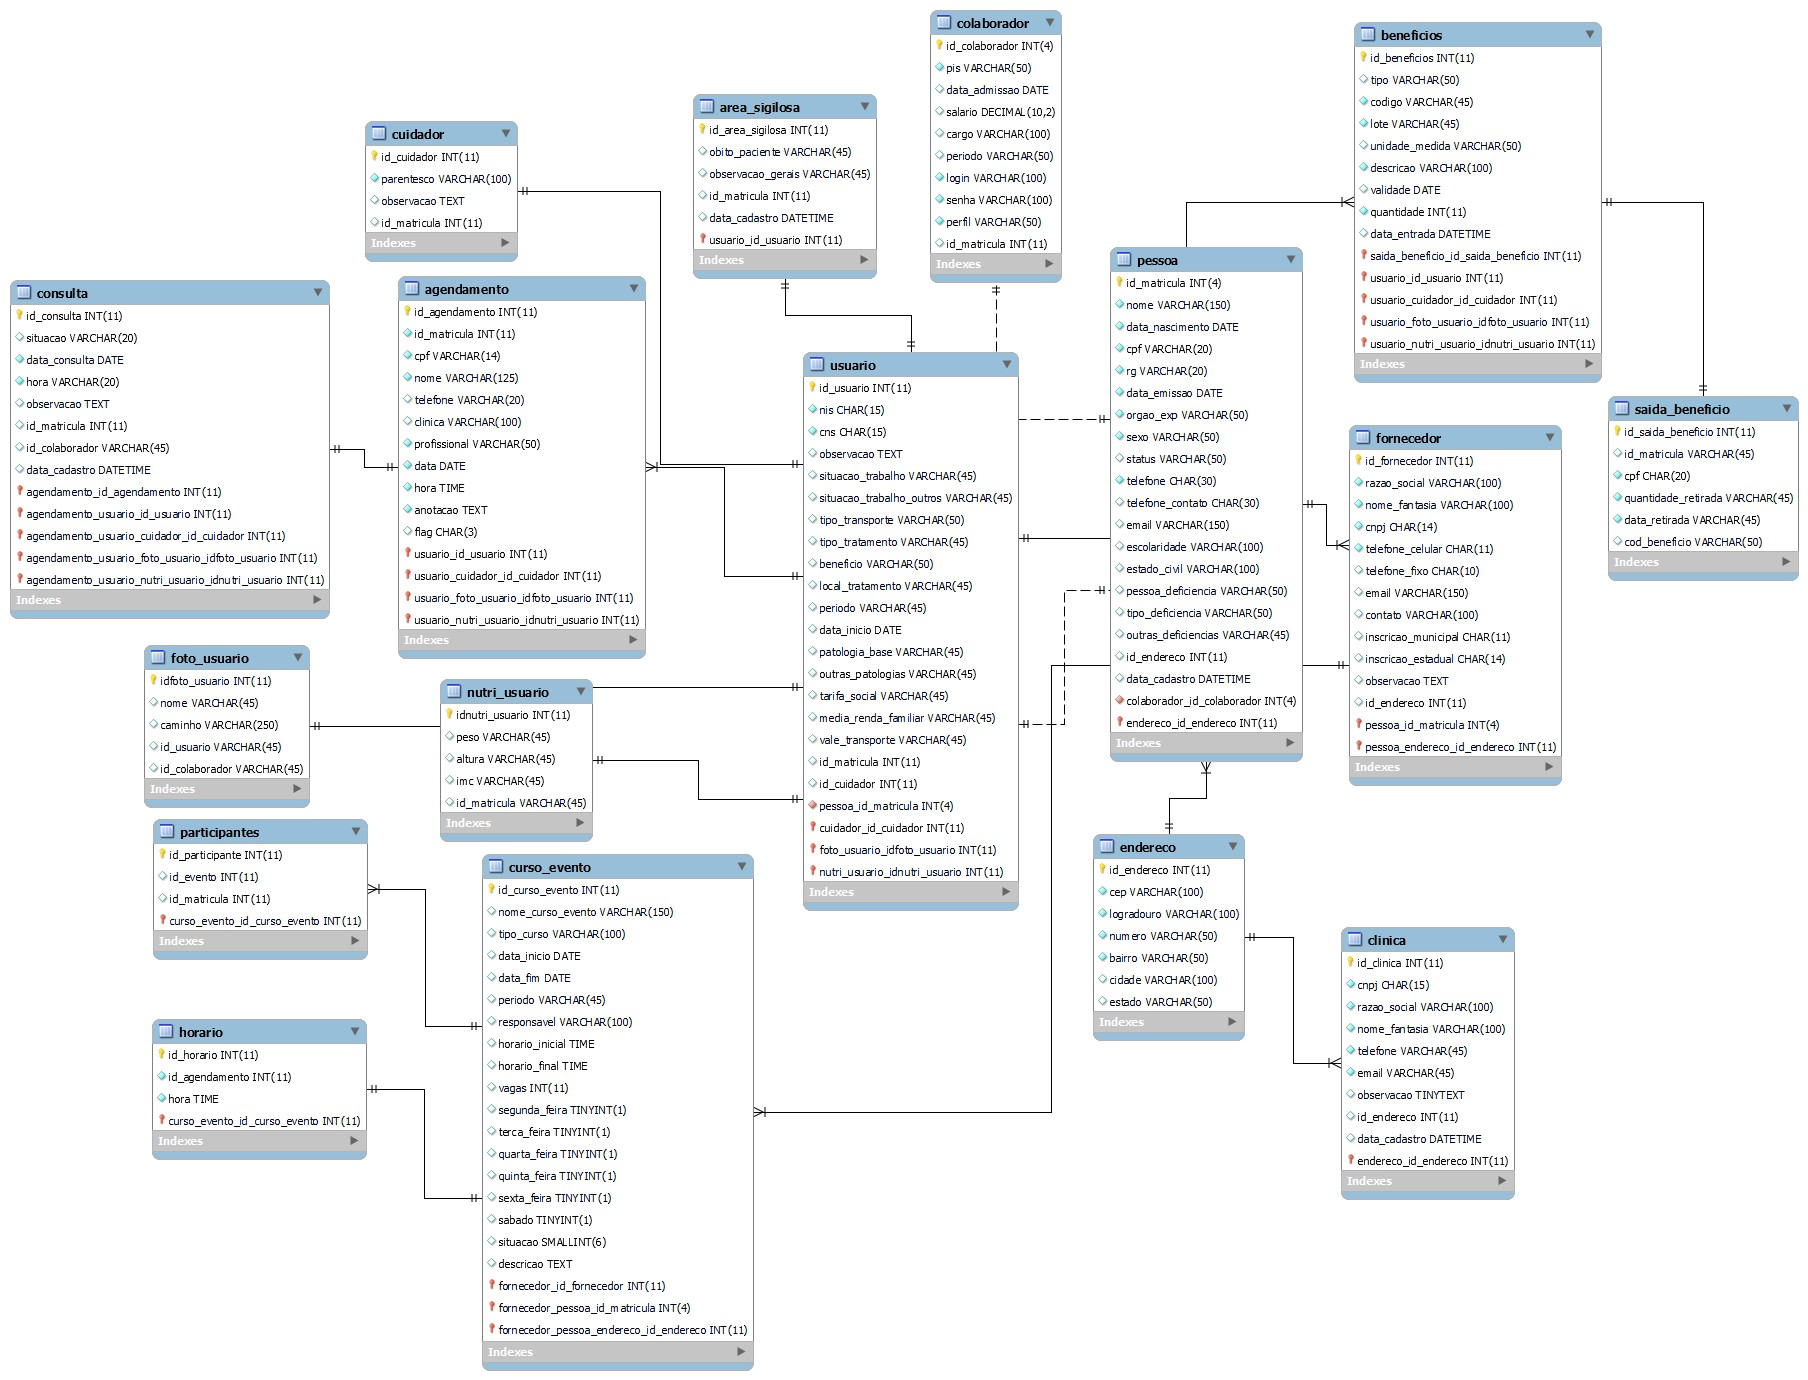 colaborador
id_colaborador INT(4)
pis VARCHAR(50)
data_admissao DATE
salario DECIMAL(10,2)
cargo VARCHAR(100)
periodo VARCHAR(50)
login VARCHAR(100)
senha VARCHAR(100)
perfil VARCHAR(50)
id_matricula INT(11)
Indexes
beneficios
id_beneficios INT(11)
tipo VARCHAR(50)
codigo VARCHAR(45)
lote VARCHAR(45)
unidade_medida VARCHAR(50)
descricao VARCHAR(100)
validade DATE
quantidade INT(11)
data_entrada DATETIME
saida_beneficio_id_saida_beneficio INT(11)
usuario_id_usuario INT(11)
usuario_cuidador_id_cuidador INT(11)
usuario_foto_usuario_idfoto_usuario INT(11)
usuario_nutri_usuario_idnutri_usuario INT(11)
Indexes
area_sigilosa
id_area_sigilosa INT(11)
obito_paciente VARCHAR(45)
observacao_gerais VARCHAR(45)
id_matricula INT(11)
data_cadastro DATETIME
usuario_id_usuario INT(11)
Indexes
cuidador
id_cuidador INT(11)
parentesco VARCHAR(100)
observacao TEXT
id_matricula INT(11)
Indexes
consulta
id_consulta INT(11)
situacao VARCHAR(20)
data_consulta DATE
hora VARCHAR(20)
observacao TEXT
id_matricula INT(11)
id_colaborador VARCHAR(45)
data_cadastro DATETIME
agendamento_id_agendamento INT(11)
agendamento_usuario_id_usuario INT(11)
agendamento_usuario_cuidador_id_cuidador INT(11)
agendamento_usuario_foto_usuario_idfoto_usuario INT(11)
agendamento_usuario_nutri_usuario_idnutri_usuario INT(11)
Indexes
agendamento
id_agendamento INT(11)
id_matricula INT(11)
cpf VARCHAR(14)
nome VARCHAR(125)
telefone VARCHAR(20)
clinica VARCHAR(100)
profissional VARCHAR(50)
data DATE
hora TIME
anotacao TEXT
flag CHAR(3)
usuario_id_usuario INT(11)
usuario_cuidador_id_cuidador INT(11)
usuario_foto_usuario_idfoto_usuario INT(11)
usuario_nutri_usuario_idnutri_usuario INT(11)
Indexes
usuario
id_usuario INT(11)
nis CHAR(15)
cns CHAR(15)
observacao TEXT
situacao_trabalho VARCHAR(45)
situacao_trabalho_outros VARCHAR(45)
tipo_transporte VARCHAR(50)
tipo_tratamento VARCHAR(45)
beneficio VARCHAR(50)
local_tratamento VARCHAR(45)
periodo VARCHAR(45)
data_inicio DATE
patologia_base VARCHAR(45)
outras_patologias VARCHAR(45)
tarifa_social VARCHAR(45)
media_renda_familiar VARCHAR(45)
vale_transporte VARCHAR(45)
id_matricula INT(11)
id_cuidador INT(11)
pessoa_id_matricula INT(4)
cuidador_id_cuidador INT(11)
foto_usuario_idfoto_usuario INT(11)
nutri_usuario_idnutri_usuario INT(11)
Indexes
pessoa
id_matricula INT(4)
nome VARCHAR(150)
data_nascimento DATE
cpf VARCHAR(20)
rg VARCHAR(20)
data_emissao DATE
orgao_exp VARCHAR(50)
sexo VARCHAR(50)
status VARCHAR(50)
telefone CHAR(30)
telefone_contato CHAR(30)
email VARCHAR(150)
escolaridade VARCHAR(100)
estado_civil VARCHAR(100)
pessoa_deficiencia VARCHAR(50)
tipo_deficiencia VARCHAR(50)
outras_deficiencias VARCHAR(45)
id_endereco INT(11)
data_cadastro DATETIME
colaborador_id_colaborador INT(4)
endereco_id_endereco INT(11)
Indexes
saida_beneficio
id_saida_beneficio INT(11)
id_matricula VARCHAR(45)
cpf CHAR(20)
quantidade_retirada VARCHAR(45)
data_retirada VARCHAR(45)
cod_beneficio VARCHAR(50)
Indexes
fornecedor
id_fornecedor INT(11)
razao_social VARCHAR(100)
nome_fantasia VARCHAR(100)
cnpj CHAR(14)
telefone_celular CHAR(11)
telefone_fixo CHAR(10)
email VARCHAR(150)
contato VARCHAR(100)
inscricao_municipal CHAR(11)
inscricao_estadual CHAR(14)
observacao TEXT
id_endereco INT(11)
pessoa_id_matricula INT(4)
pessoa_endereco_id_endereco INT(11)
Indexes
foto_usuario
idfoto_usuario INT(11)
nome VARCHAR(45)
caminho VARCHAR(250)
id_usuario VARCHAR(45)
id_colaborador VARCHAR(45)
Indexes
nutri_usuario
idnutri_usuario INT(11)
peso VARCHAR(45)
altura VARCHAR(45)
imc VARCHAR(45)
id_matricula VARCHAR(45)
Indexes
participantes
id_participante INT(11)
id_evento INT(11)
id_matricula INT(11)
curso_evento_id_curso_evento INT(11)
Indexes
horario
id_horario INT(11)
id_agendamento INT(11)
hora TIME
curso_evento_id_curso_evento INT(11)
Indexes
curso_evento
id_curso_evento INT(11)
nome_curso_evento VARCHAR(150)
tipo_curso VARCHAR(100)
data_inicio DATE
data_fim DATE
periodo VARCHAR(45)
responsavel VARCHAR(100)
horario_inicial TIME
horario_final TIME
vagas INT(11)
segunda_feira TINYINT(1)
terca_feira TINYINT(1)
quarta_feira TINYINT(1)
quinta_feira TINYINT(1)
sexta_feira TINYINT(1)
sabado TINYINT(1)
situacao SMALLINT(6)
descricao TEXT
fornecedor_id_fornecedor INT(11)
fornecedor_pessoa_id_matricula INT(4)
fornecedor_pessoa_endereco_id_endereco INT(11)
Indexes
endereco
id_endereco INT(11)
cep VARCHAR(100)
logradouro VARCHAR(100)
numero VARCHAR(50)
bairro VARCHAR(50)
cidade VARCHAR(100)
estado VARCHAR(50)
Indexes
clinica
id_clinica INT(11)
cnpj CHAR(15)
razao_social VARCHAR(100)
nome_fantasia VARCHAR(100)
telefone VARCHAR(45)
email VARCHAR(45)
observacao TINYTEXT
id_endereco INT(11)
data_cadastro DATETIME
endereco_id_endereco INT(11)
Indexes